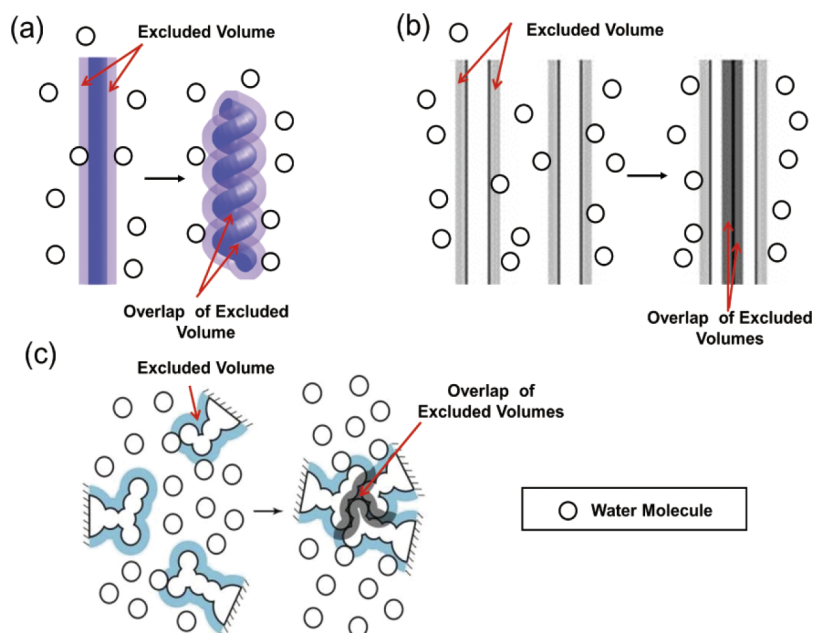 (a)
Excluded Volume
Overlap of Excluded
Volume
(b)
Excluded Volume
Overlap of Excluded
Volumes
(c)
Excluded Volume
Overlap of
Excluded Volumes
Water Molecule